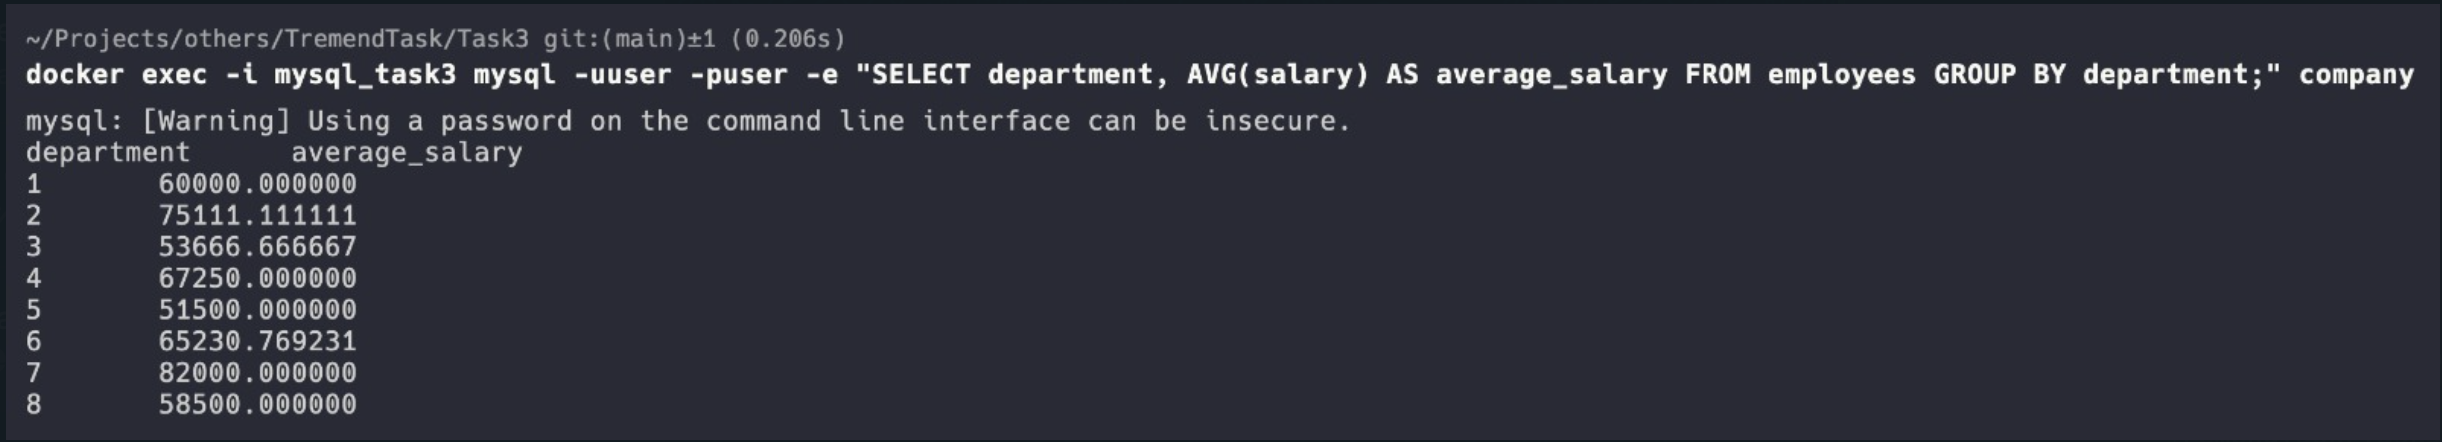 ~/Projects/others/TremendTask/Task3 git:(main)±1 (0.206s)
docker exec -i mysql_task3 mysql -uuser -puser -e "SELECT department, AVG(salary) AS average_salary FROM employees GROUP BY department;" company
mysql: [Warning] Using a password on the command line interface can be insecure.
department	average_salary
1	60000.000000
2	75111.111111
3	53666.666667
4	67250.000000
5	51500.000000
6	65230.769231
7	82000.000000
8	58500.000000